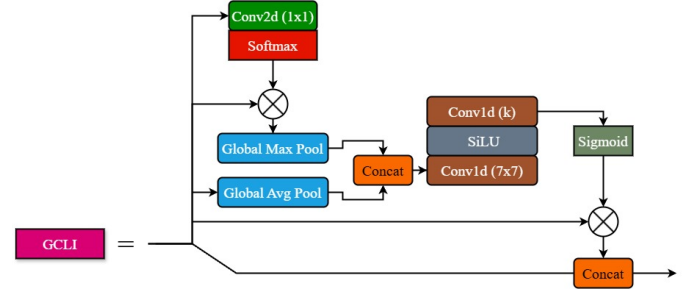 Conv2d (1x1)
Softmax
Global Max Pool
Global Avg Pool
Concat
Conv1d (k)
SiLU
Conv1d (7x7)
Sigmoid
GCLI =
Concat